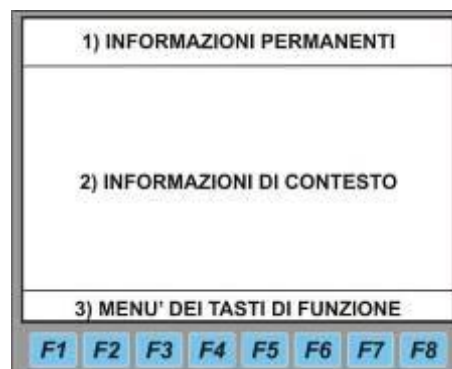 1) INFORMAZIONI PERMANENTI
2) INFORMAZIONI DI CONTESTO
3) MENU' DEI TASTI DI FUNZIONE
F1 F2 F3 F4 F5 F6 F7 F8